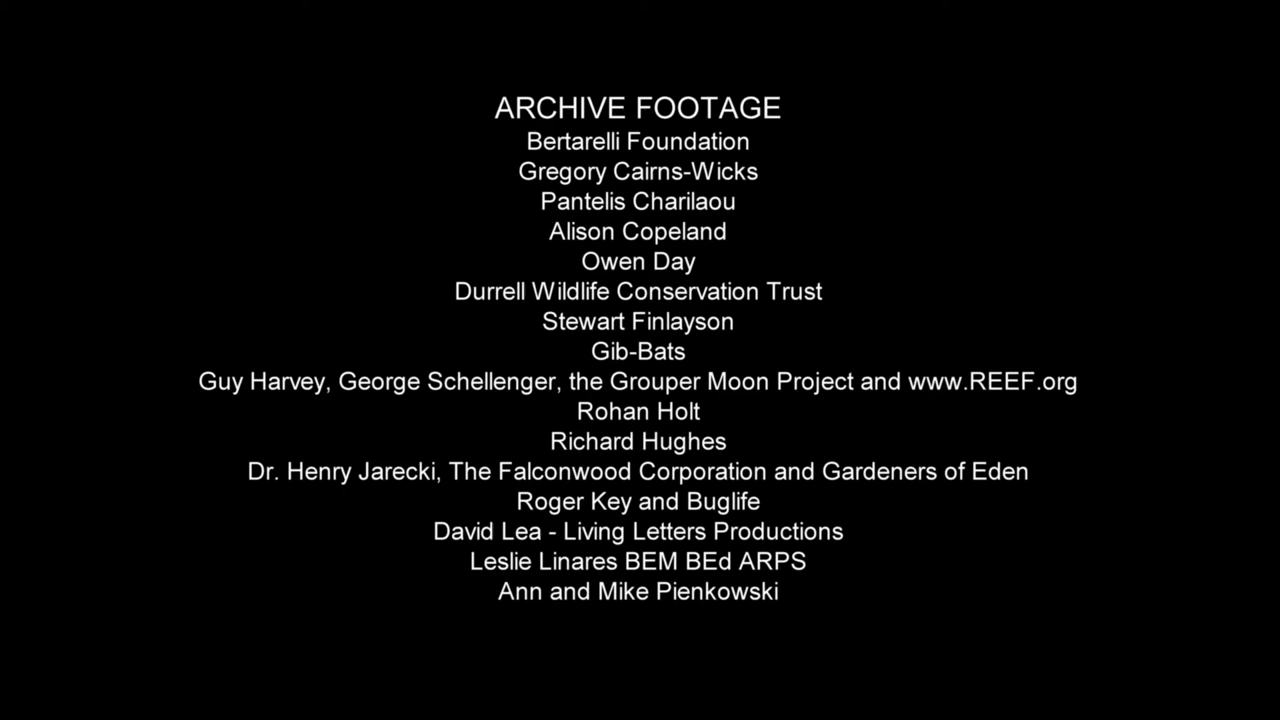 ARCHIVE FOOTAGE
Bertarelli Foundation
Gregory Cairns-Wicks
Pantelis Charilaou
Alison Copeland
Owen Day
Durrell Wildlife Conservation Trust
Stewart Finlayson
Gib-Bats
Guy Harvey, George Schellenger, the Grouper Moon Project and www.REEF.org
Rohan Holt
Richard Hughes
Dr. Henry Jarecki, The Falconwood Corporation and Gardeners of Eden
Roger Key and Buglife
David Lea - Living Letters Productions
Leslie Linares BEM BEd ARPS
Ann and Mike Pienkowski